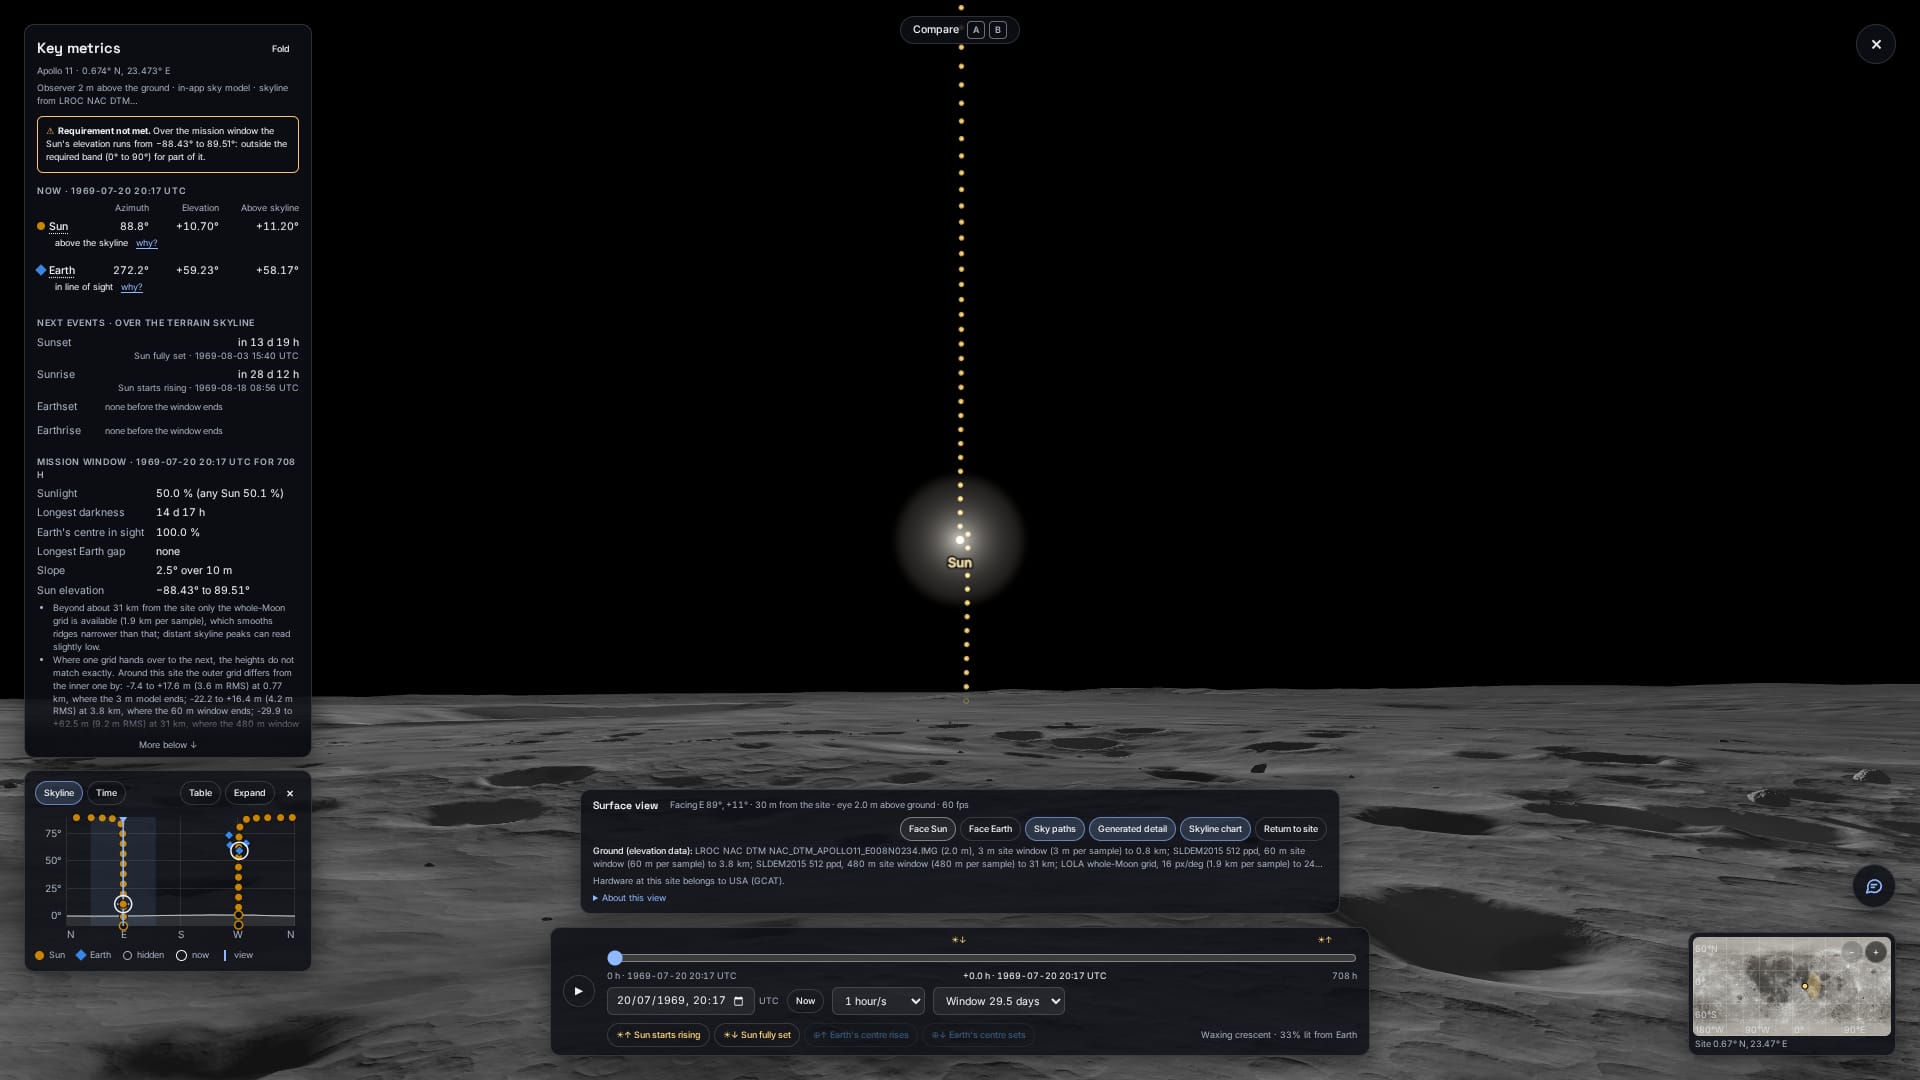 Key metrics
Fold
Apollo 11 · 0.674° N, 23.473° E
Observer 2 m above the ground · in-app sky model · skyline
from LROC NAC DTM...
⚠ Requirement not met. Over the mission window the
Sun's elevation runs from −88.43° to 89.51°: outside the
required band (0° to 90°) for part of it.
NOW · 1969-07-20 20:17 UTC
Azimuth Elevation Above skyline
Sun 88.8° +10.70° +11.20°
above the skyline why?
Earth 272.2° +59.23° +58.17°
in line of sight why?
NEXT EVENTS · OVER THE TERRAIN SKYLINE
Sunset in 13 d 19 h
Sun fully set · 1969-08-03 15:40 UTC
Sunrise in 28 d 12 h
Sun starts rising · 1969-08-18 08:56 UTC
Earthset none before the window ends
Earthrise none before the window ends
MISSION WINDOW · 1969-07-20 20:17 UTC FOR 708
H
Sunlight 50.0 % (any Sun 50.1 %)
Longest darkness 14 d 17 h
Earth's centre in sight 100.0 %
Longest Earth gap none
Slope 2.5° over 10 m
Sun elevation −88.43° to 89.51°
• Beyond about 31 km from the site only the whole-Moon
grid is available (1.9 km per sample), which smooths
ridges narrower than that; distant skyline peaks can read
slightly low.
• Where one grid hands over to the next, the heights do not
match exactly. Around this site the outer grid differs from
the inner one by: -7.4 to +17.6 m (3.6 m RMS) at 0.77
km, where the 3 m model ends; -22.2 to +16.4 m (4.2 m
RMS) at 3.8 km, where the 60 m window ends; -29.9 to
+62.5 m (9.2 m RMS) at 31 km, where the 480 m window
More below ↓
Skyline Time Table Expand ×
75°
50°
25°
0°
N E S W N
Sun Earth hidden now view
Compare A B
Sun
×
Surface view Facing E 89°, +11° · 30 m from the site · eye 2.0 m above ground · 60 fps
Face Sun Face Earth Sky paths Generated detail Skyline chart Return to site
Ground (elevation data): LROC NAC DTM NAC_DTM_APOLLO11_E008N0234.IMG (2.0 m), 3 m site window (3 m per sample) to 0.8 km; SLDEM2015 512 ppd, 60 m site
window (60 m per sample) to 3.8 km; SLDEM2015 512 ppd, 480 m site window (480 m per sample) to 31 km; LOLA whole-Moon grid, 16 px/deg (1.9 km per sample) to 24...
Hardware at this site belongs to USA (GCAT).
▶ About this view
☀↓ ☀↑
0 h · 1969-07-20 20:17 UTC +0.0 h · 1969-07-20 20:17 UTC 708 h
▶ 20/07/1969, 20:17 UTC Now 1 hour/s Window 29.5 days
☀↑ Sun starts rising ☀↓ Sun fully set ⊕↑ Earth's centre rises ⊕↓ Earth's centre sets Waxing crescent · 33% lit from Earth
60°N − +
0°
60°S
180°W 90°W 0° 90°E
Site 0.67° N, 23.47° E